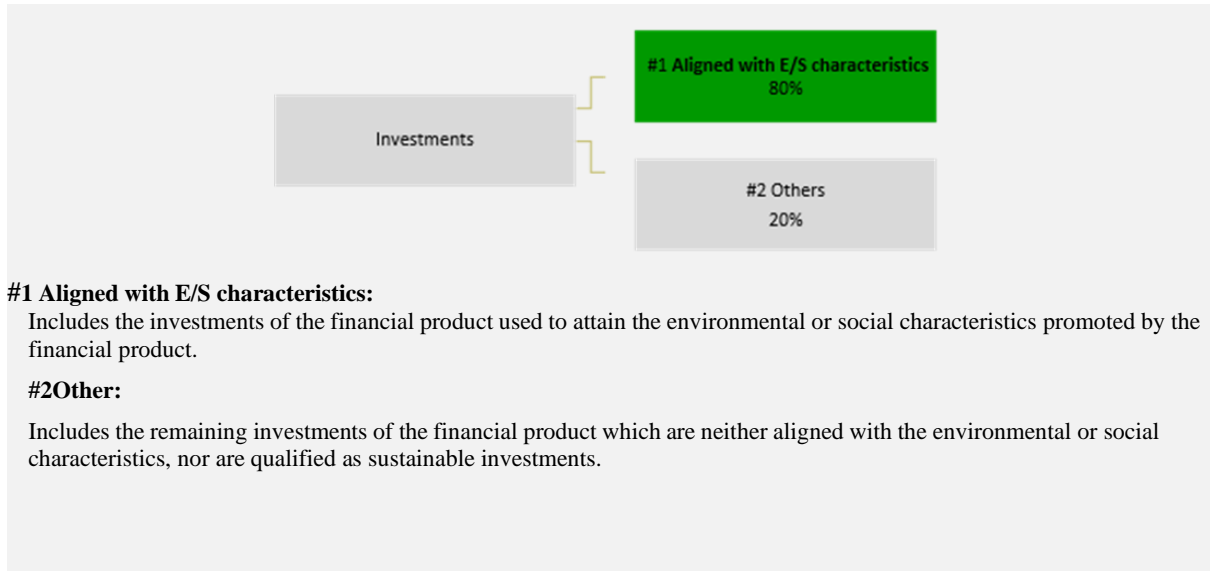 #1 Aligned with E/S characteristics
80%
Investments
#2 Others
20%
#1 Aligned with E/S characteristics:
Includes the investments of the financial product used to attain the environmental or social characteristics promoted by the
financial product.
#2Other:
Includes the remaining investments of the financial product which are neither aligned with the environmental or social
characteristics, nor are qualified as sustainable investments.